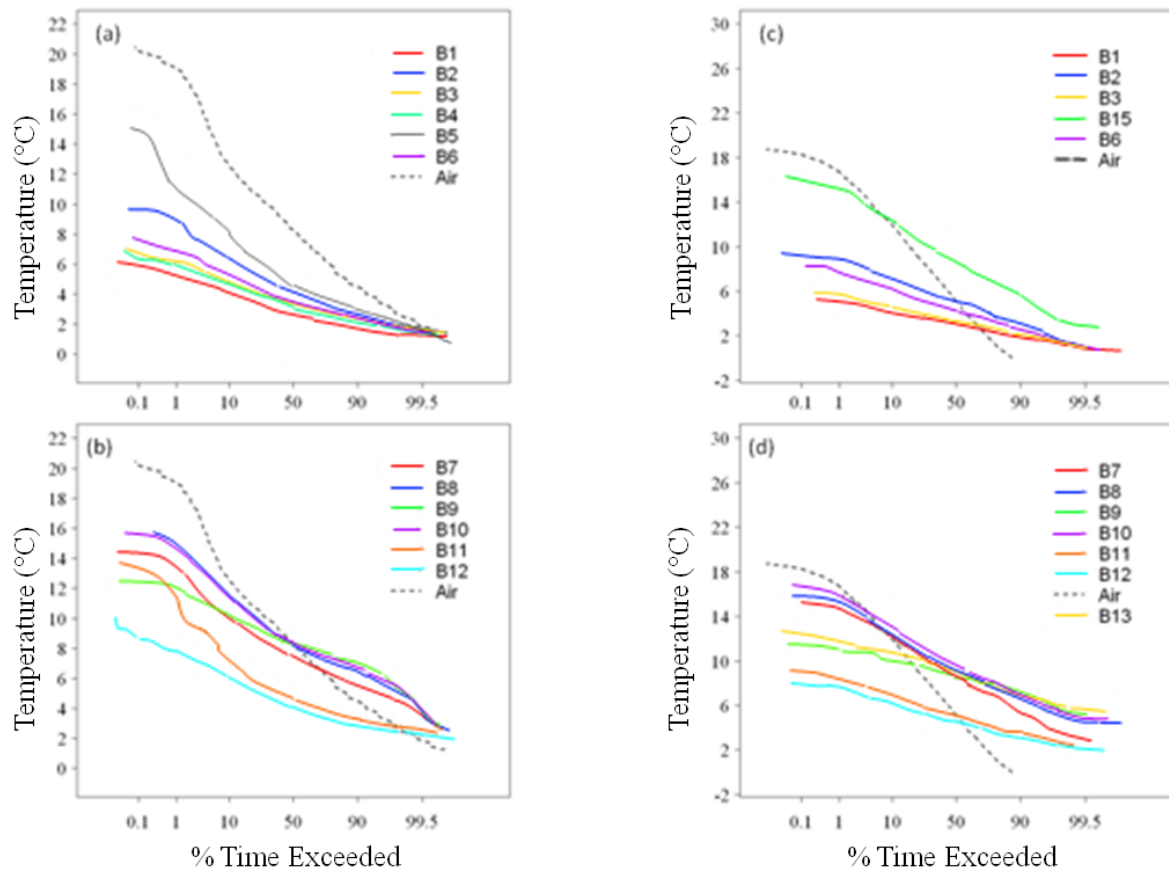 (a)
Temperature (°C)
22
20
18
16
14
12
10
8
6
4
2
0
B1
B2
B3
B4
B5
B6
Air
0.1 1 10 50 90 99.5
(c)
Temperature (°C)
30
26
22
18
14
10
6
2
-2
B1
B2
B3
B15
B6
Air
0.1 1 10 50 90 99.5
(b)
Temperature (°C)
22
20
18
16
14
12
10
8
6
4
2
0
B7
B8
B9
B10
B11
B12
Air
0.1 1 10 50 90 99.5
% Time Exceeded
(d)
Temperature (°C)
30
26
22
18
14
10
6
2
-2
B7
B8
B9
B10
B11
B12
Air
B13
0.1 1 10 50 90 99.5
% Time Exceeded